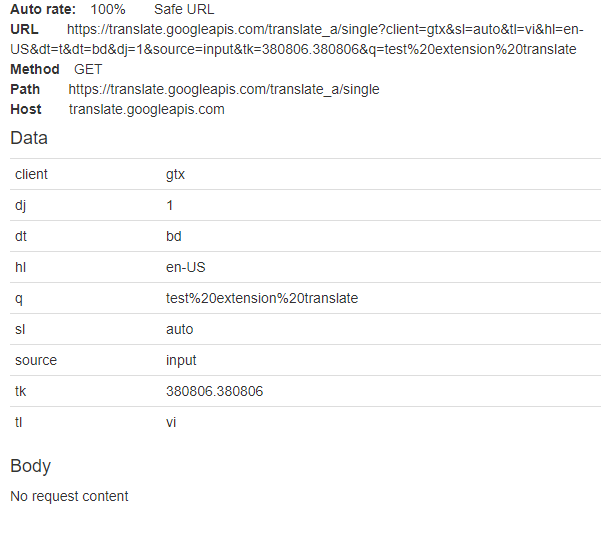 Auto rate: 100% Safe URL
URL https://translate.googleapis.com/translate_a/single?client=gtx&sl=auto&tl=vi&hl=en-
US&dt=t&dt=bd&dj=1&source=input&tk=380806.380806&q=test%20extension%20translate
Method GET
Path https://translate.googleapis.com/translate_a/single
Host translate.googleapis.com
Data
client gtx
dj 1
dt bd
hl en-US
q test%20extension%20translate
sl auto
source input
tk 380806.380806
tl vi
Body
No request content